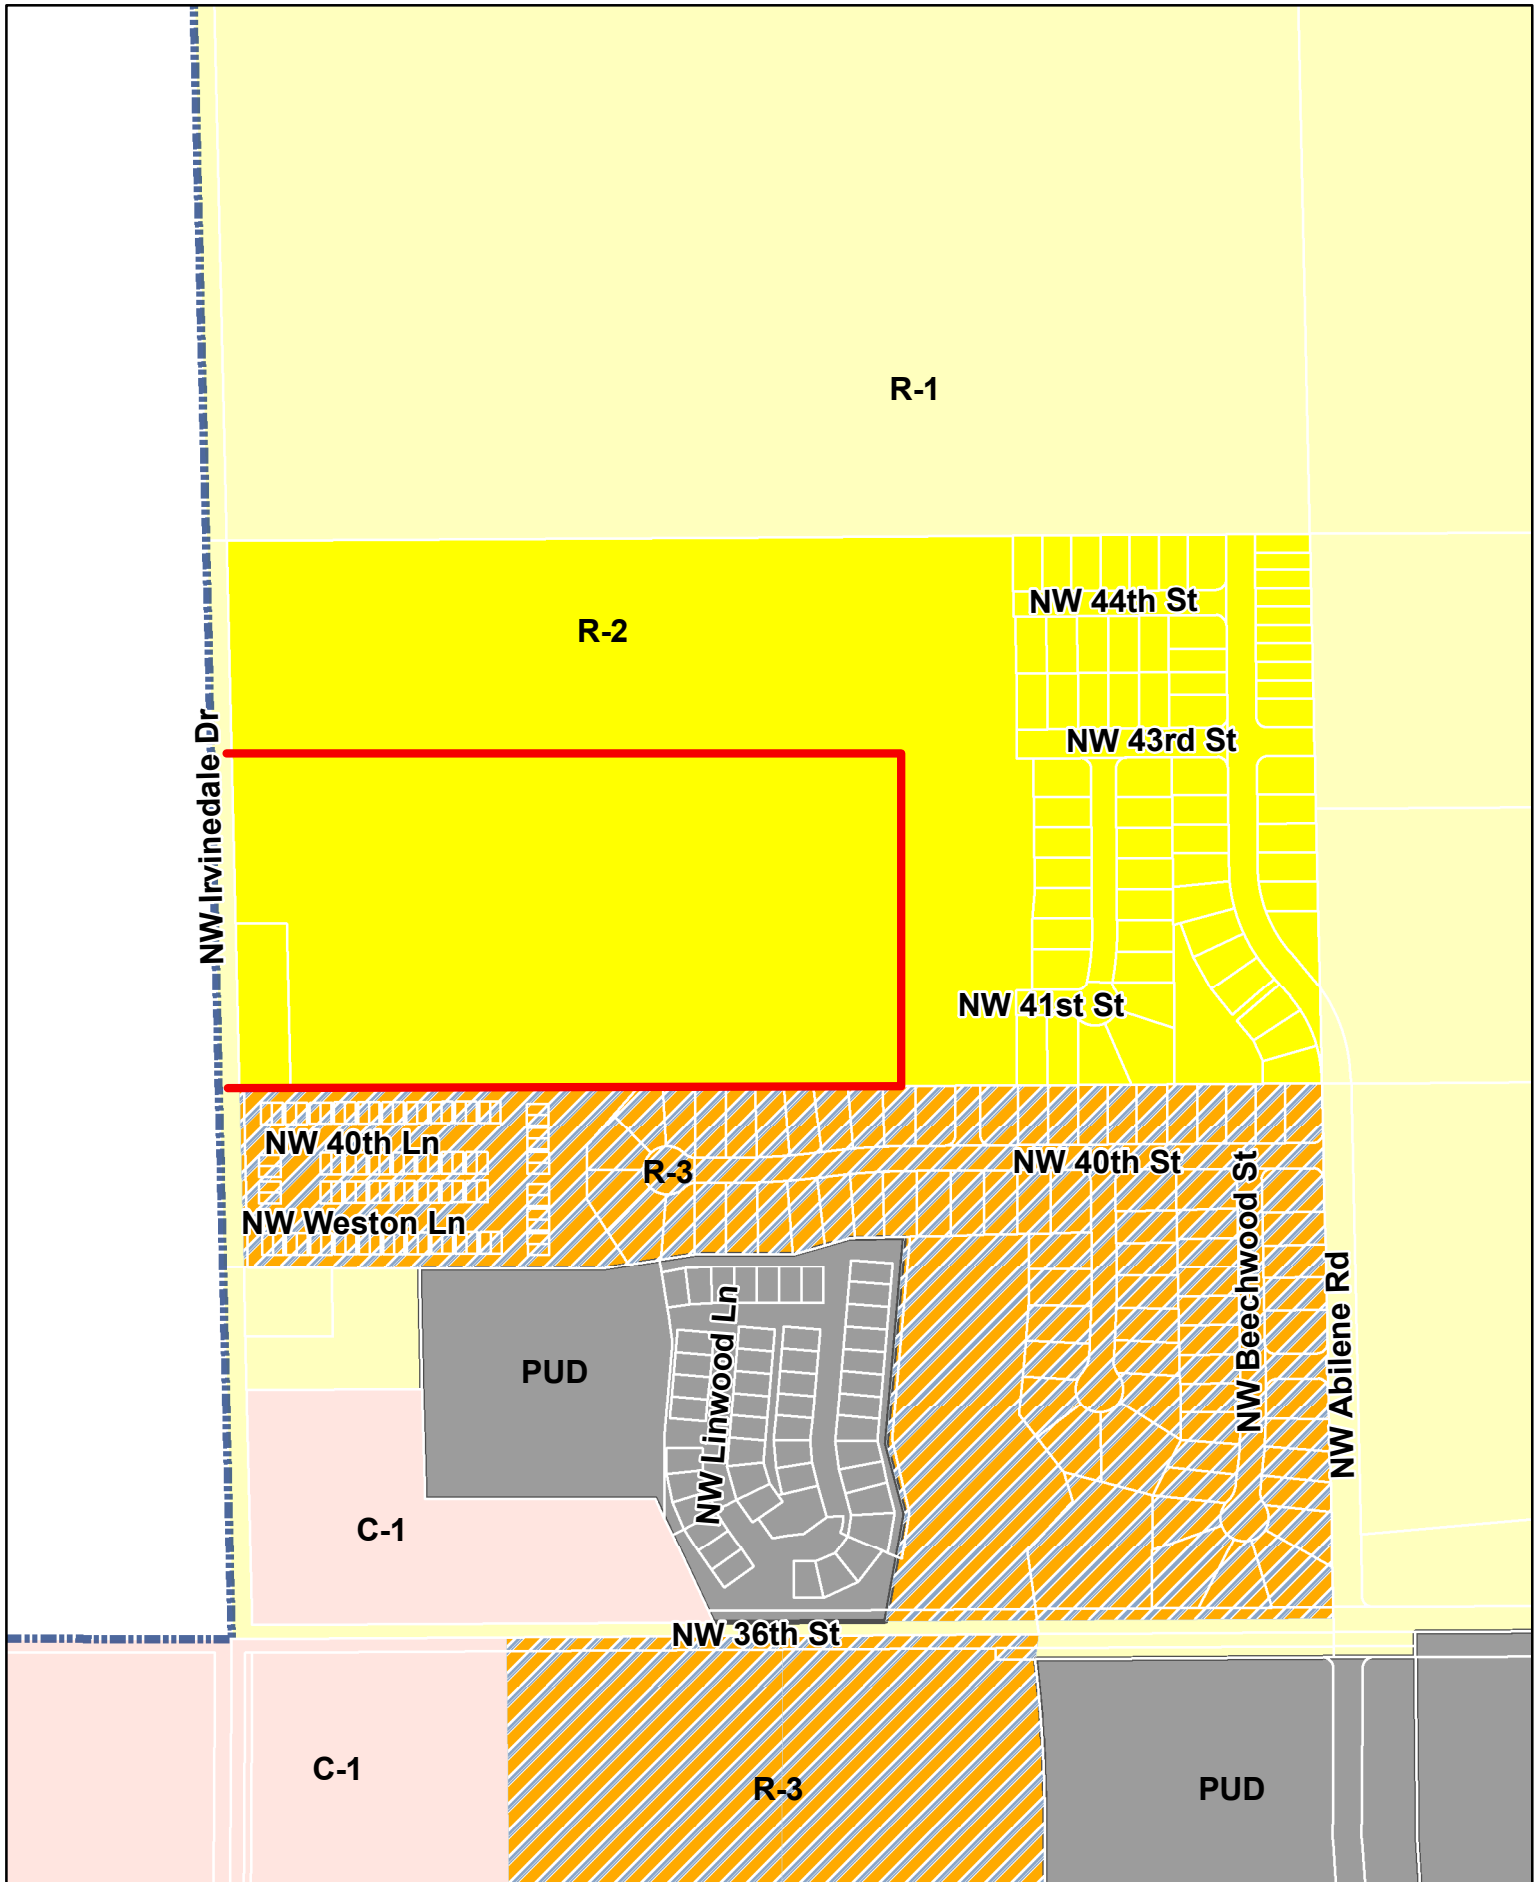 R-1
NW 44th St
R-2
NW 43rd St
NW Irvinedale Dr
NW 41st St
NW 40th Ln
NW 40th St
R-3
NW Weston Ln
NW Beechwood St
NW Abilene Rd
NW Linwood Ln
PUD
C-1
NW 36th St
C-1
R-3
PUD